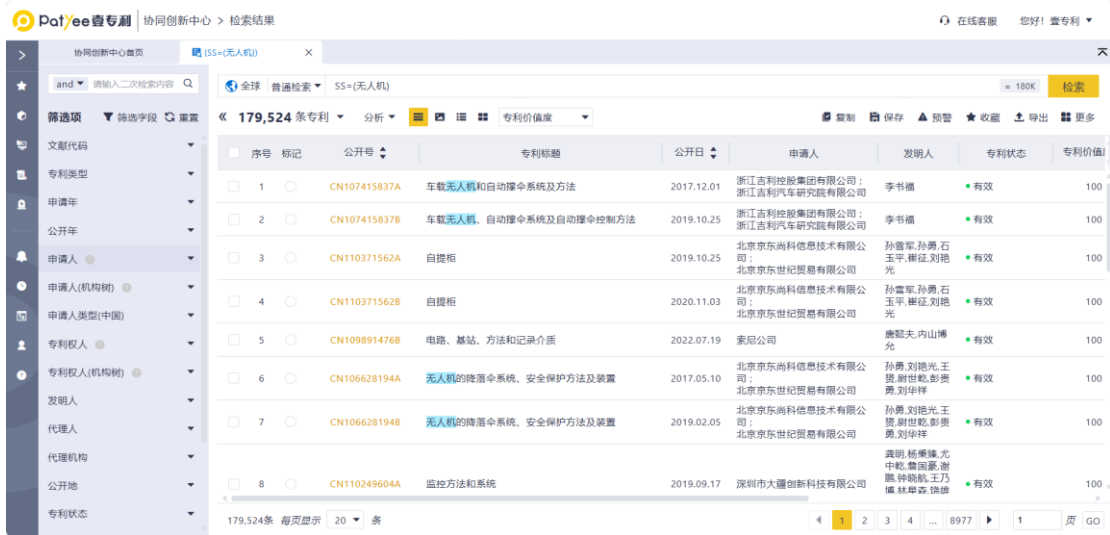 Patyee壹专利 协同创新中心 > 检索结果 在线客服 您好！壹专利 ▼
协同创新中心首页 (SS=(无人机)) ×
and ▼ 请输入二次检索内容
全球 普通检索 ▼ SS=(无人机) ≈ 180K 检索
筛选项 筛选字段 重置
« 179,524 条专利 ▼ 分析 ▼ 专利价值度 ▼ 复制 保存 预警 收藏 导出 更多
文献代码
专利类型
申请年
公开年
申请人
申请人(机构树)
申请人类型(中国)
专利权人
专利权人(机构树)
发明人
代理人
代理机构
公开地
专利状态
序号 标记 公开号 专利标题 公开日 申请人 发明人 专利状态 专利价值
1 CN107415837A 车载无人机和自动撑伞系统及方法 2017.12.01 浙江吉利控股集团有限公司；
浙江吉利汽车研究院有限公司 李书福 有效 100
2 CN107415837B 车载无人机、自动撑伞系统及自动撑伞控制方法 2019.10.25 浙江吉利控股集团有限公司；
浙江吉利汽车研究院有限公司 李书福 有效 100
3 CN110371562A 自提柜 2019.10.25 北京京东尚科信息技术有限公
司；
北京京东世纪贸易有限公司 孙雪军,孙勇,石
玉平,崔征,刘艳
光 有效 100
4 CN110371562B 自提柜 2020.11.03 北京京东尚科信息技术有限公
司；
北京京东世纪贸易有限公司 孙雪军,孙勇,石
玉平,崔征,刘艳
光 有效 100
5 CN109891476B 电路、基站、方法和记录介质 2022.07.19 索尼公司 唐懿夫,内山博
允 有效 100
6 CN106628194A 无人机的降落伞系统、安全保护方法及装置 2017.05.10 北京京东尚科信息技术有限公
司；
北京京东世纪贸易有限公司 孙勇,刘艳光,王
赟,尉世乾,彭贵
勇,刘华祥 有效 100
7 CN106628194B 无人机的降落伞系统、安全保护方法及装置 2019.02.05 北京京东尚科信息技术有限公
司；
北京京东世纪贸易有限公司 孙勇,刘艳光,王
赟,尉世乾,彭贵
勇,刘华祥 有效 100
8 CN110249604A 监控方法和系统 2019.09.17 深圳市大疆创新科技有限公司 龚明,杨秉臻,尤
中乾,詹国豪,谢
鹏,钟晓航,王乃
博,林星森,饶雄 有效 100
179,524条 每页显示 20 ▼ 条 1 2 3 4 ... 8977 1 页 GO